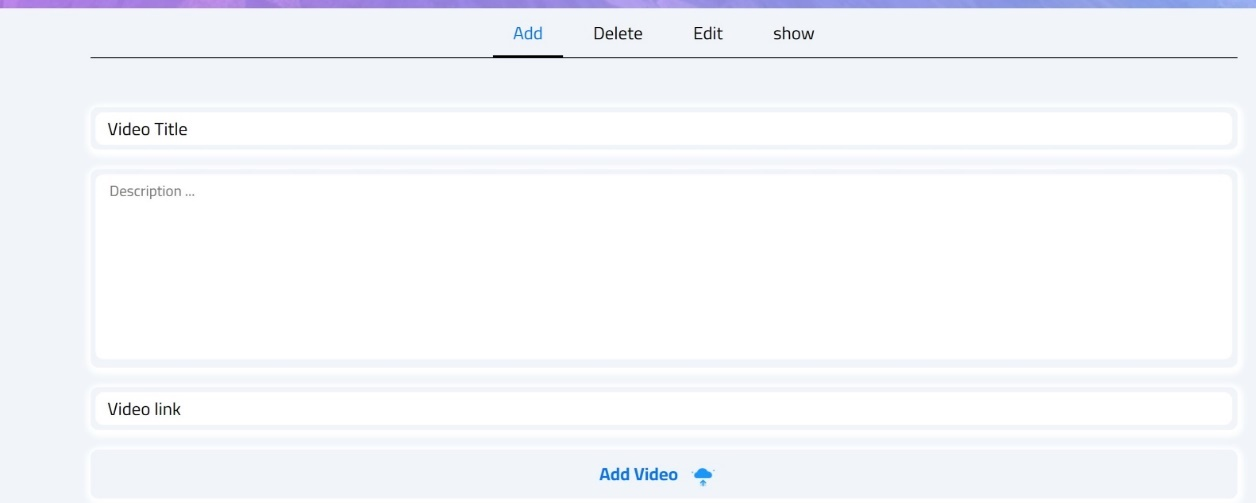 Add Delete Edit show
Video Title
Description ...
Video link
Add Video